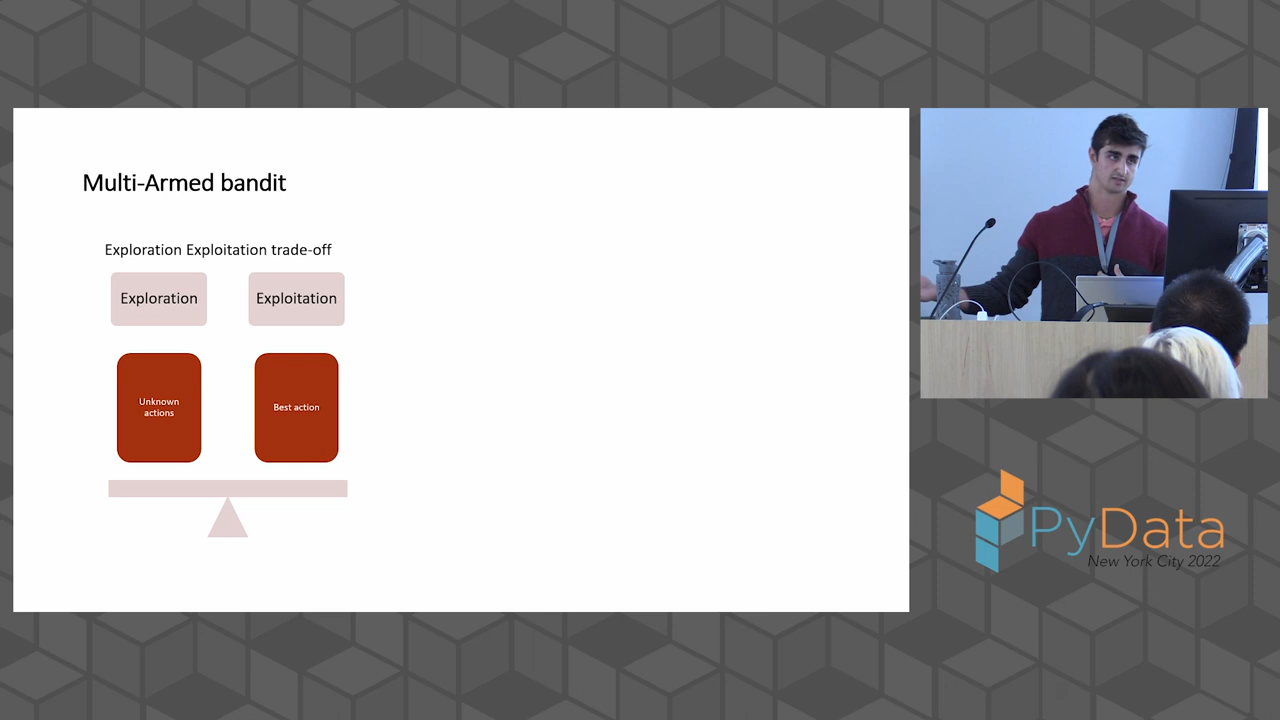 Multi-Armed bandit
Exploration Exploitation trade-off
Exploration
Exploitation
Unknown
actions
Best action
PyData
New York City 2022